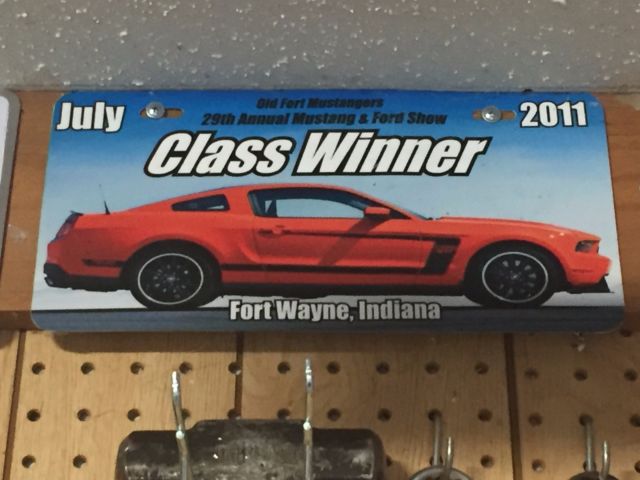 Old Fort Mustangers
July 29th Annual Mustang & Ford Show 2011
Class Winner
Fort Wayne, Indiana